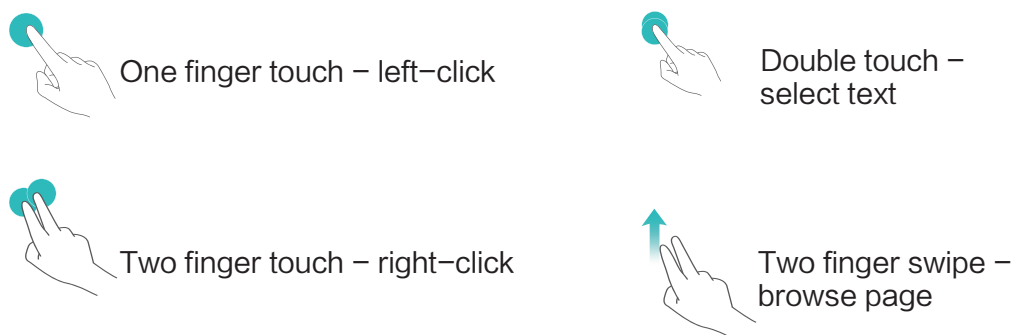 One finger touch – left–click
Double touch –
select text
Two finger touch – right–click
Two finger swipe –
browse page